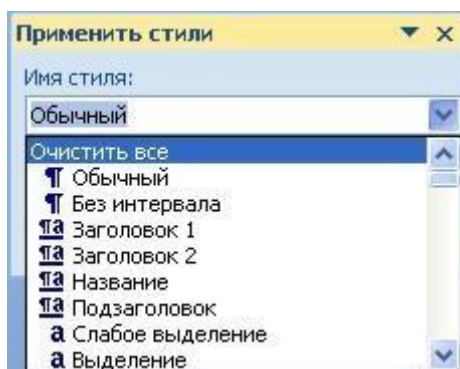 Применить стили
Имя стиля:
Обычный
Очистить все
¶ Обычный
¶ Без интервала
¶a Заголовок 1
¶a Заголовок 2
¶a Название
¶a Подзаголовок
a Слабое выделение
a Выделение